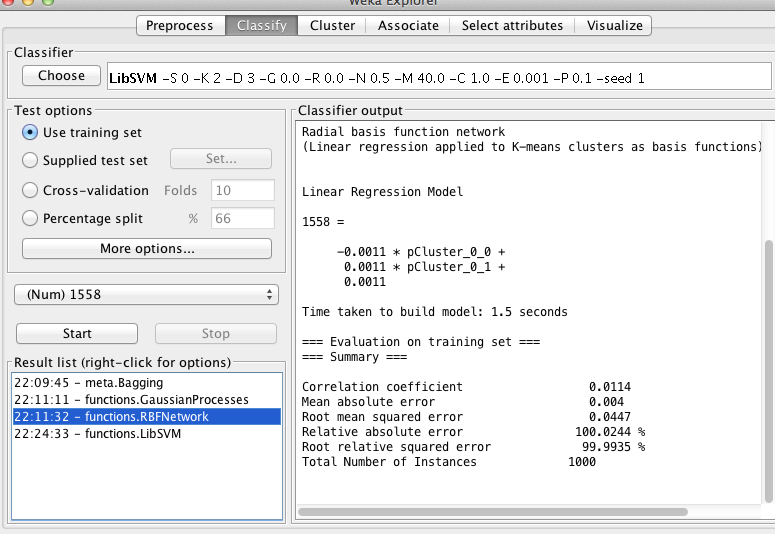 Weka Explorer
Preprocess Classify Cluster Associate Select attributes Visualize
Classifier
Choose LibSVM -S 0 -K 2 -D 3 -G 0.0 -R 0.0 -N 0.5 -M 40.0 -C 1.0 -E 0.001 -P 0.1 -seed 1
Test options
Use training set
Supplied test set Set...
Cross-validation Folds 10
Percentage split % 66
More options...
(Num) 1558
Start Stop
Result list (right-click for options)
22:09:45 - meta.Bagging
22:11:11 - functions.GaussianProcesses
22:11:32 - functions.RBFNetwork
22:24:33 - functions.LibSVM
Classifier output
Radial basis function network
(Linear regression applied to K-means clusters as basis functions)
Linear Regression Model
1558 =
-0.0011 * pCluster_0_0 +
0.0011 * pCluster_0_1 +
0.0011
Time taken to build model: 1.5 seconds
=== Evaluation on training set ===
=== Summary ===
Correlation coefficient 0.0114
Mean absolute error 0.004
Root mean squared error 0.0447
Relative absolute error 100.0244 %
Root relative squared error 99.9935 %
Total Number of Instances 1000